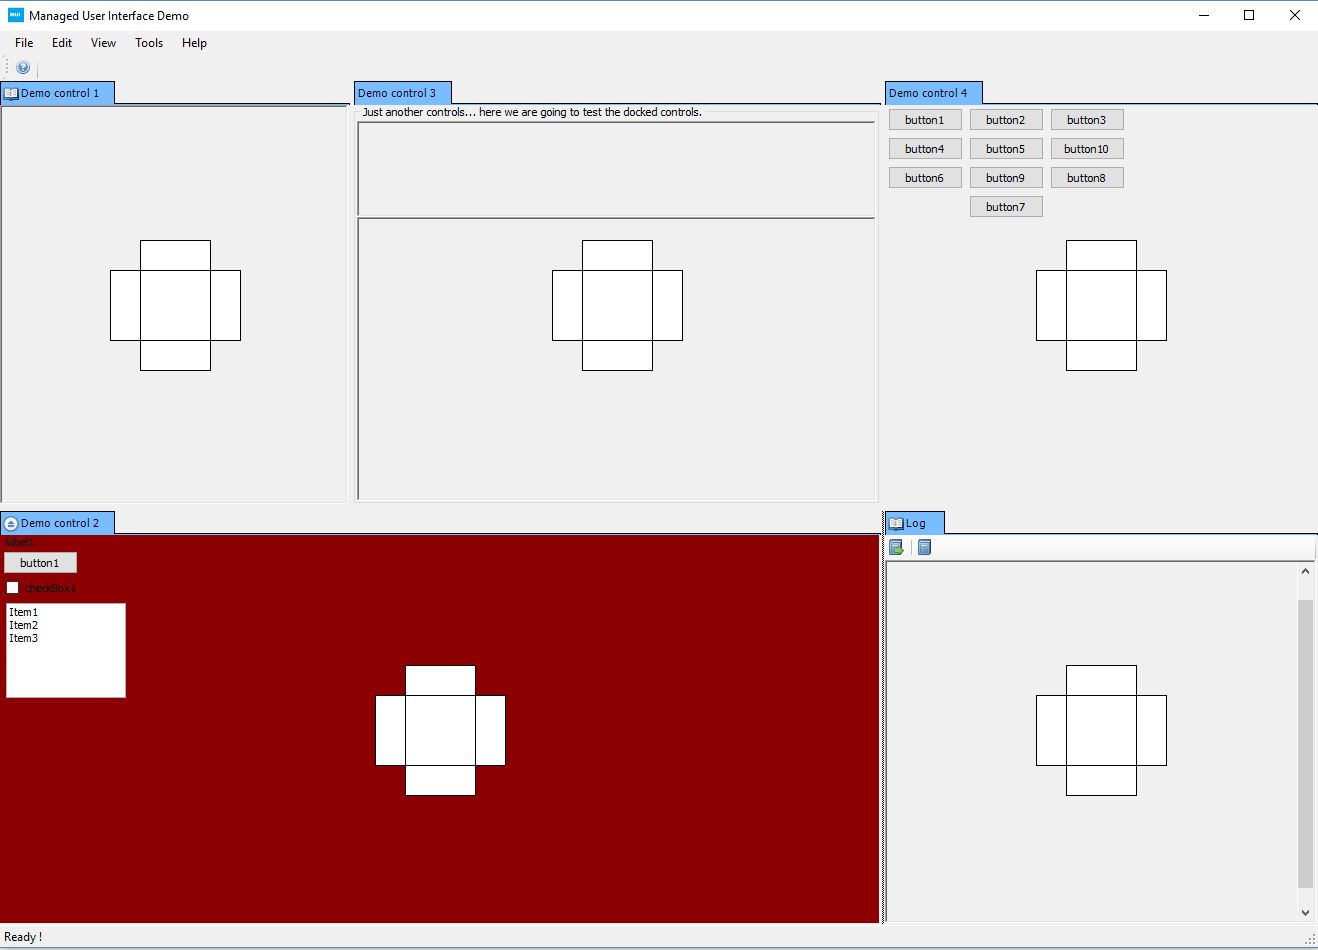 MUI Managed User Interface Demo
File Edit View Tools Help
Demo control 1
Demo control 3
Demo control 4
Just another controls... here we are going to test the docked controls.
button1 button2 button3
button4 button5 button10
button6 button9 button8
button7
Demo control 2
label1
button1
checkBox1
Item1
Item2
Item3
Log
Ready !